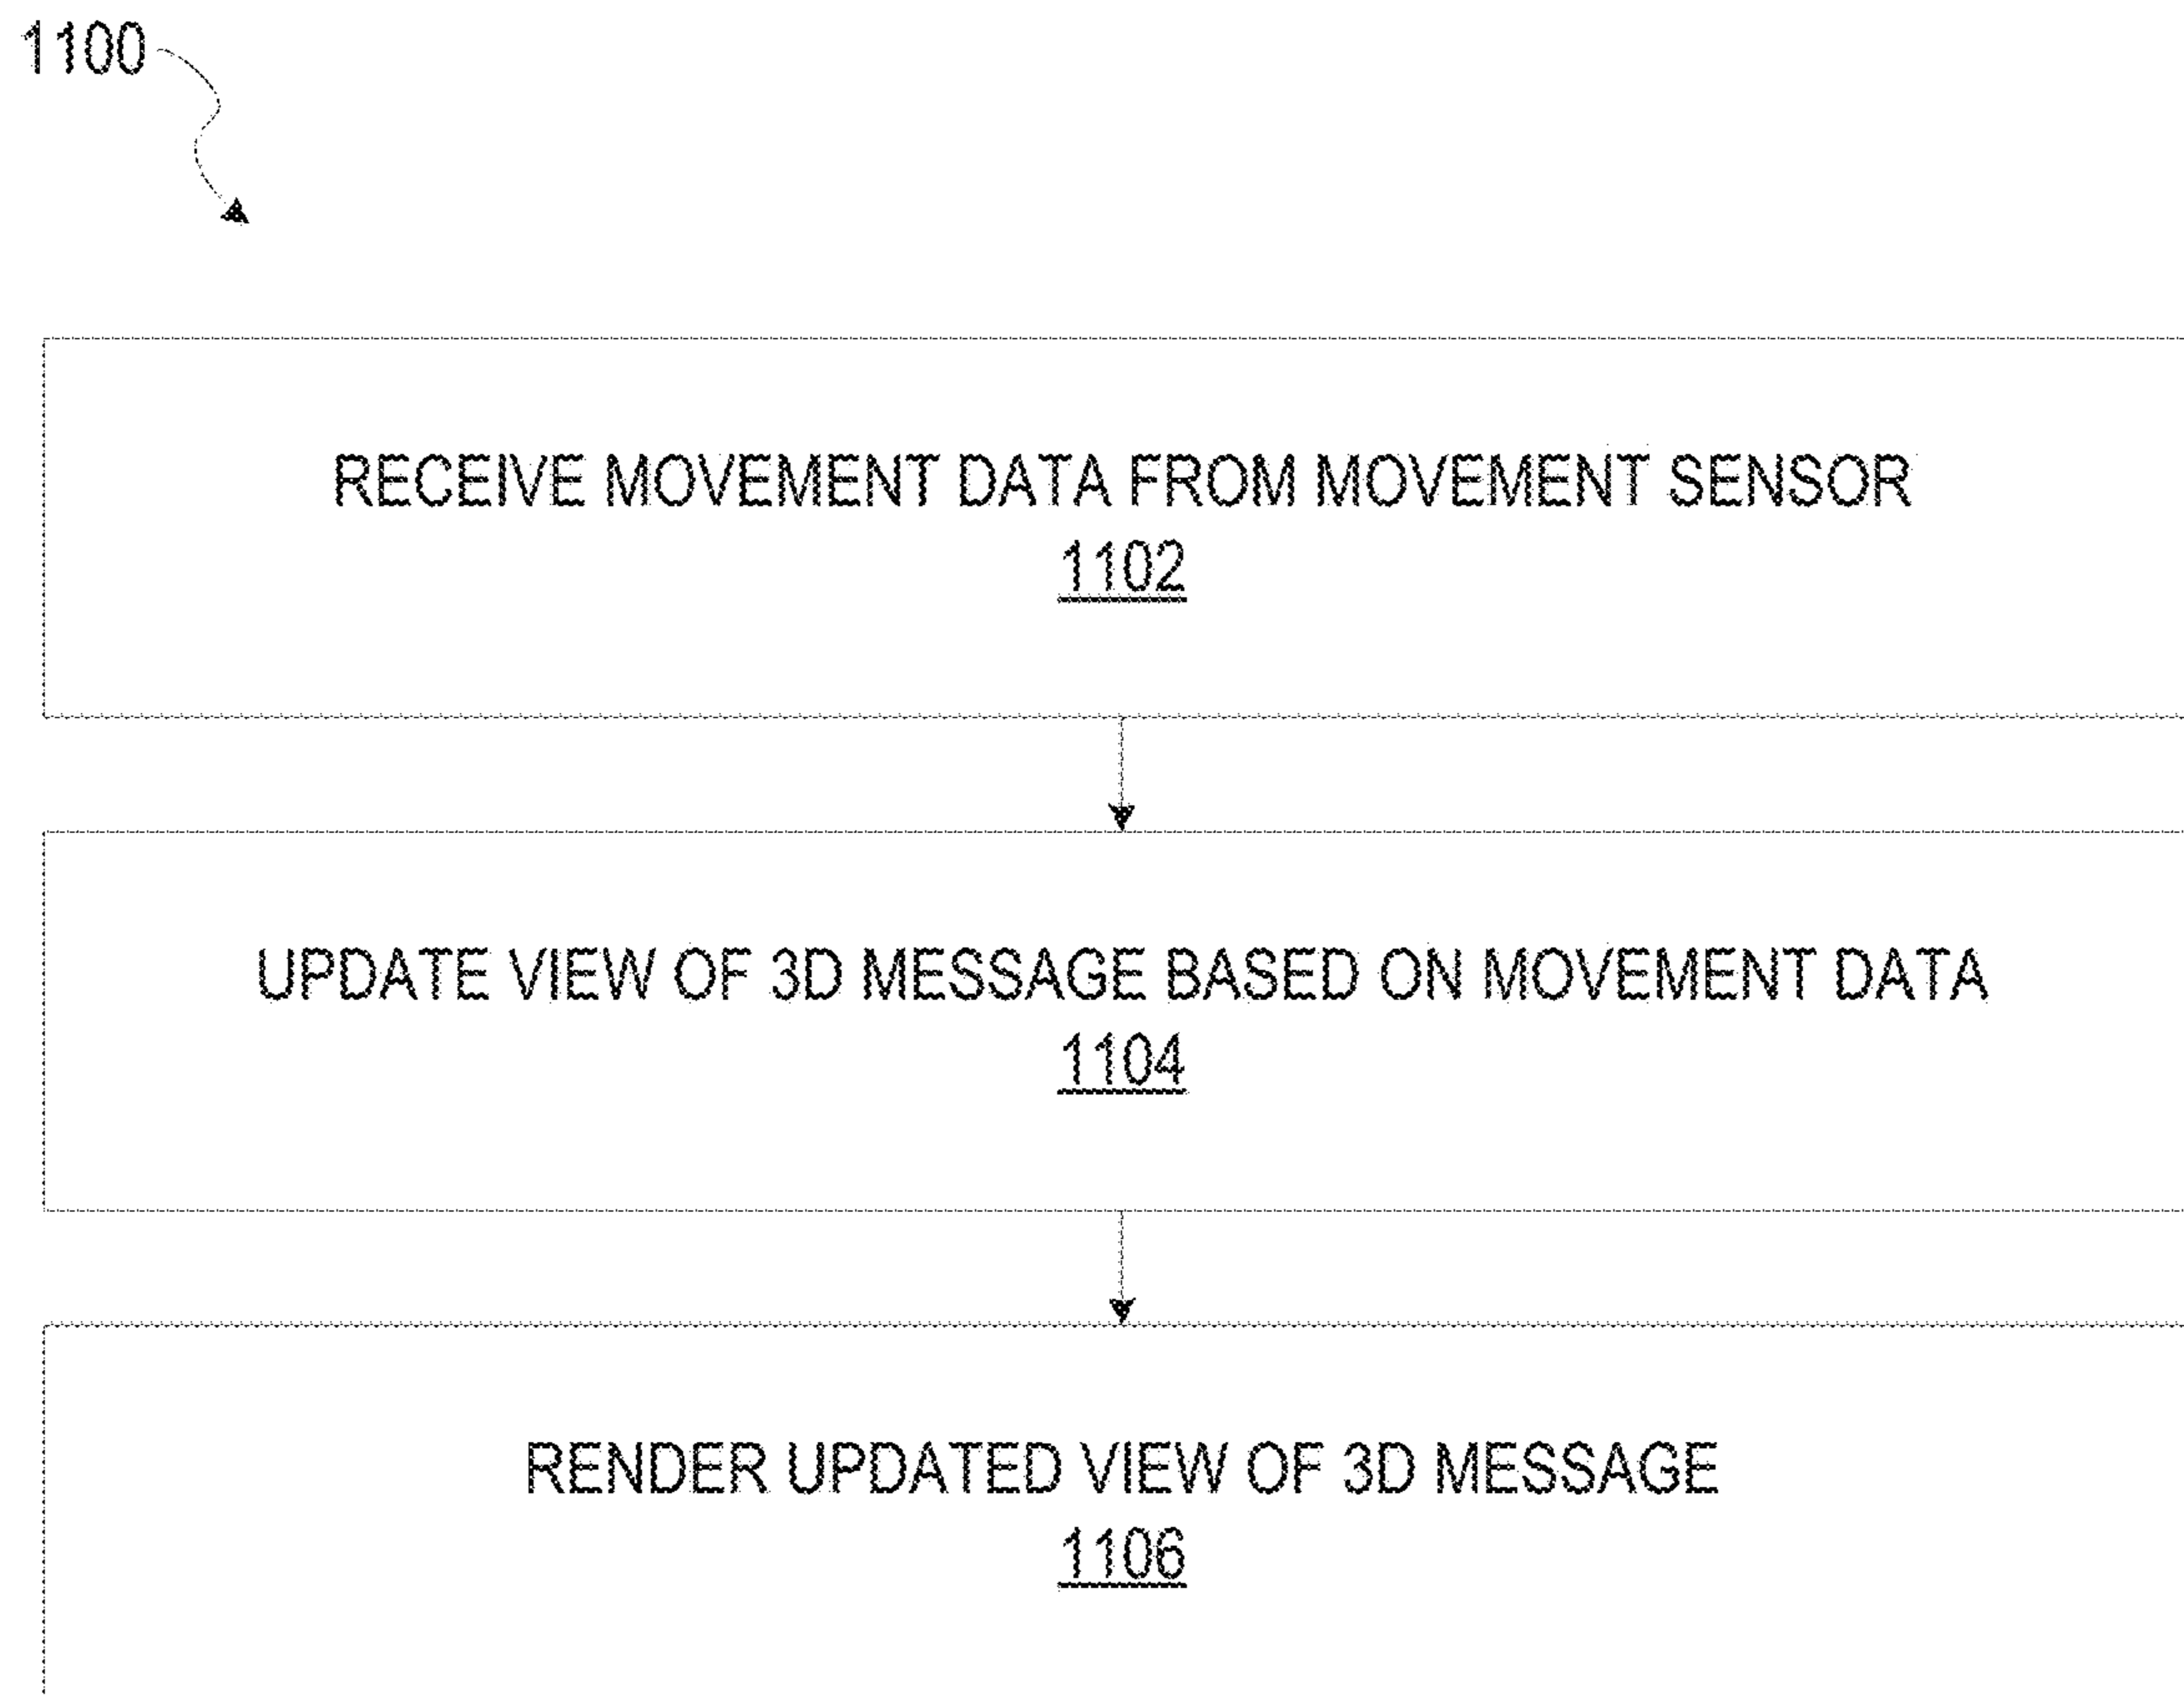 1100
RECEIVE MOVEMENT DATA FROM MOVEMENT SENSOR
1102
UPDATE VIEW OF 3D MESSAGE BASED ON MOVEMENT DATA
1104
RENDER UPDATED VIEW OF 3D MESSAGE
1106